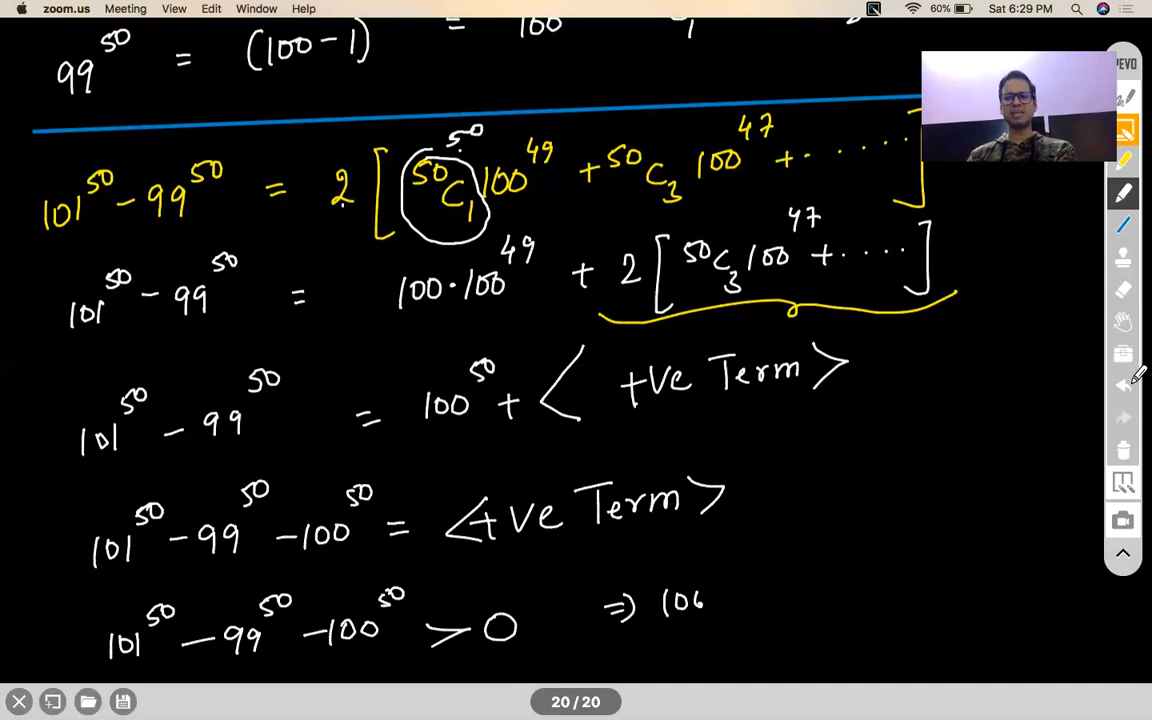 zoom.us Meeting View Edit Window Help 60% Sat 6:29 PM
99^50 = (100-1) = 100
PEVO
101^50 - 99^50 = 2 [ 50C1 100^49 + 50C3 100^47 + ...... ]
50
101^50 - 99^50 = 100·100^49 + 2 [ 50C3 100^47 + ..... ]
101^50 - 99^50 = 100^50 + < +ve Term >
101^50 - 99^50 - 100^50 = <+ve Term>
101^50 - 99^50 - 100^50 > 0 ⇒ 100
20 / 20